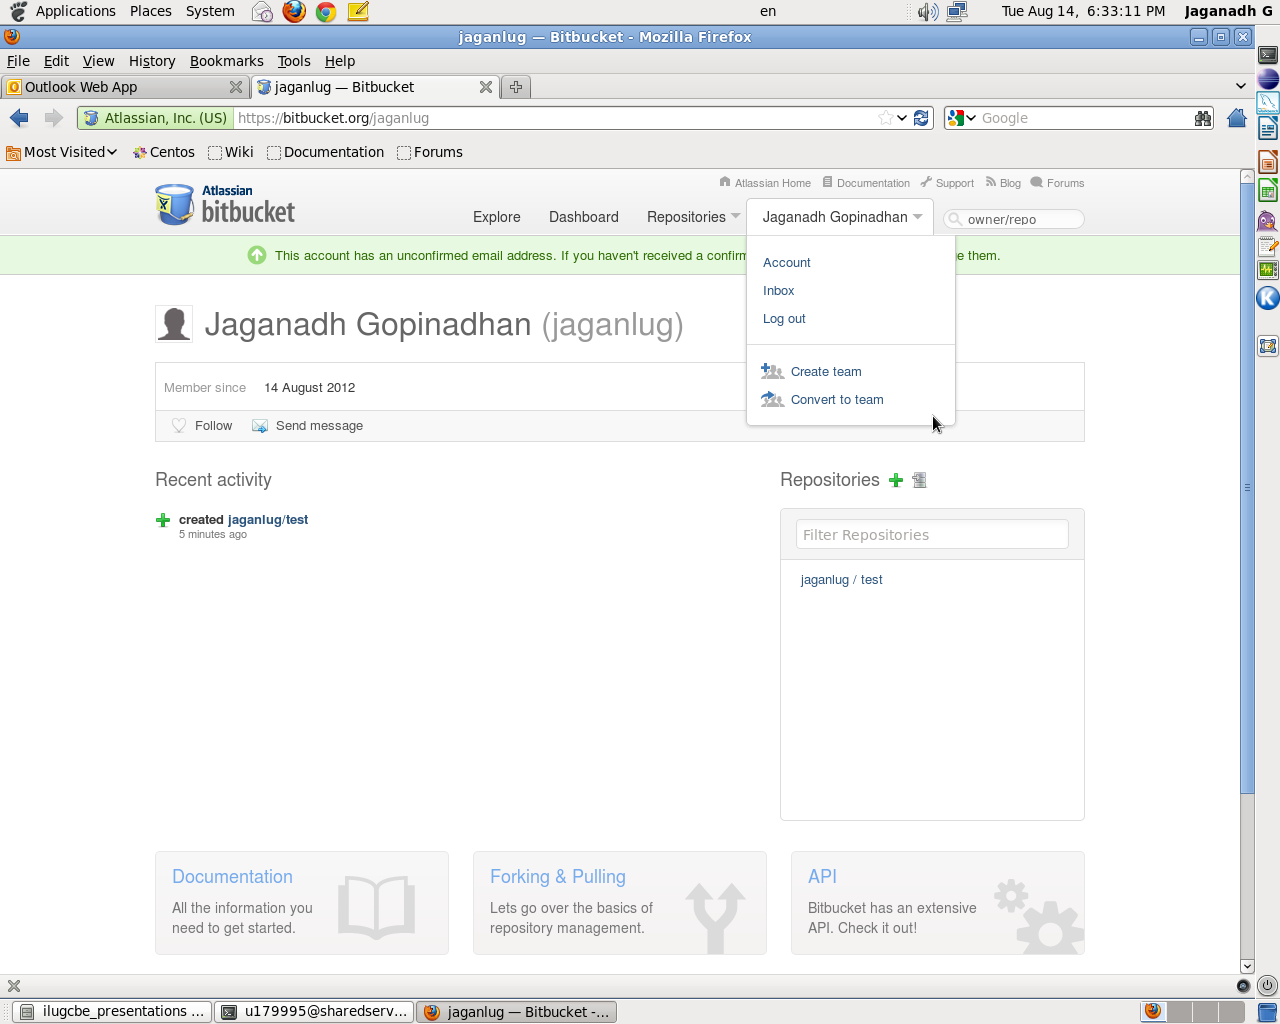 Applications Places System en Tue Aug 14, 6:33:11 PM Jaganadh G
jaganlug — Bitbucket - Mozilla Firefox
File Edit View History Bookmarks Tools Help
Outlook Web App jaganlug — Bitbucket
Atlassian, Inc. (US) https://bitbucket.org/jaganlug Google
Most Visited Centos Wiki Documentation Forums
Atlassian Home Documentation Support Blog Forums
Atlassian
bitbucket
Explore Dashboard Repositories Jaganadh Gopinadhan owner/repo
This account has an unconfirmed email address. If you haven't received a them.
Account
Inbox
Log out
Create team
Convert to team
Jaganadh Gopinadhan (jaganlug)
Member since 14 August 2012
Follow Send message
Recent activity
created jaganlug/test
5 minutes ago
Repositories
Filter Repositories
jaganlug / test
Documentation
All the information you
need to get started.
Forking & Pulling
Lets go over the basics of
repository management.
API
Bitbucket has an extensive
API. Check it out!
ilugcbe_presentations ... u179995@sharedserv... jaganlug — Bitbucket -...